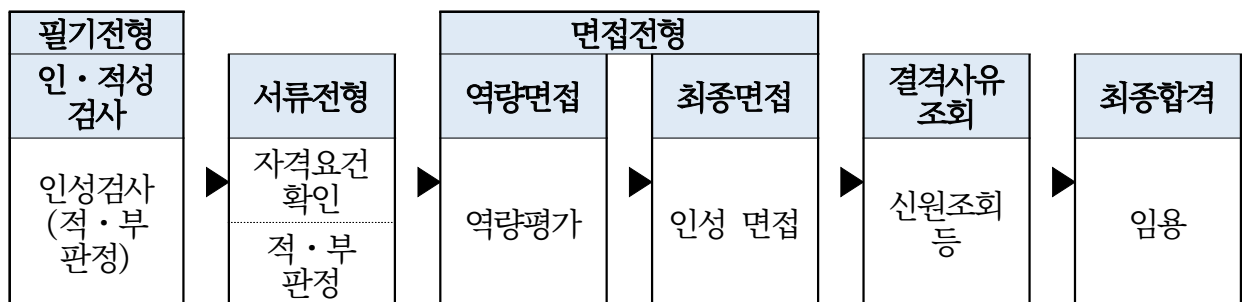 필기전형
인・적성
검사
인성검사
(적・부
판정)
서류전형
자격요건
확인
적・부
판정
면접전형
역량면접
역량평가
최종면접
인성 면접
결격사유
조회
신원조회
등
최종합격
임용